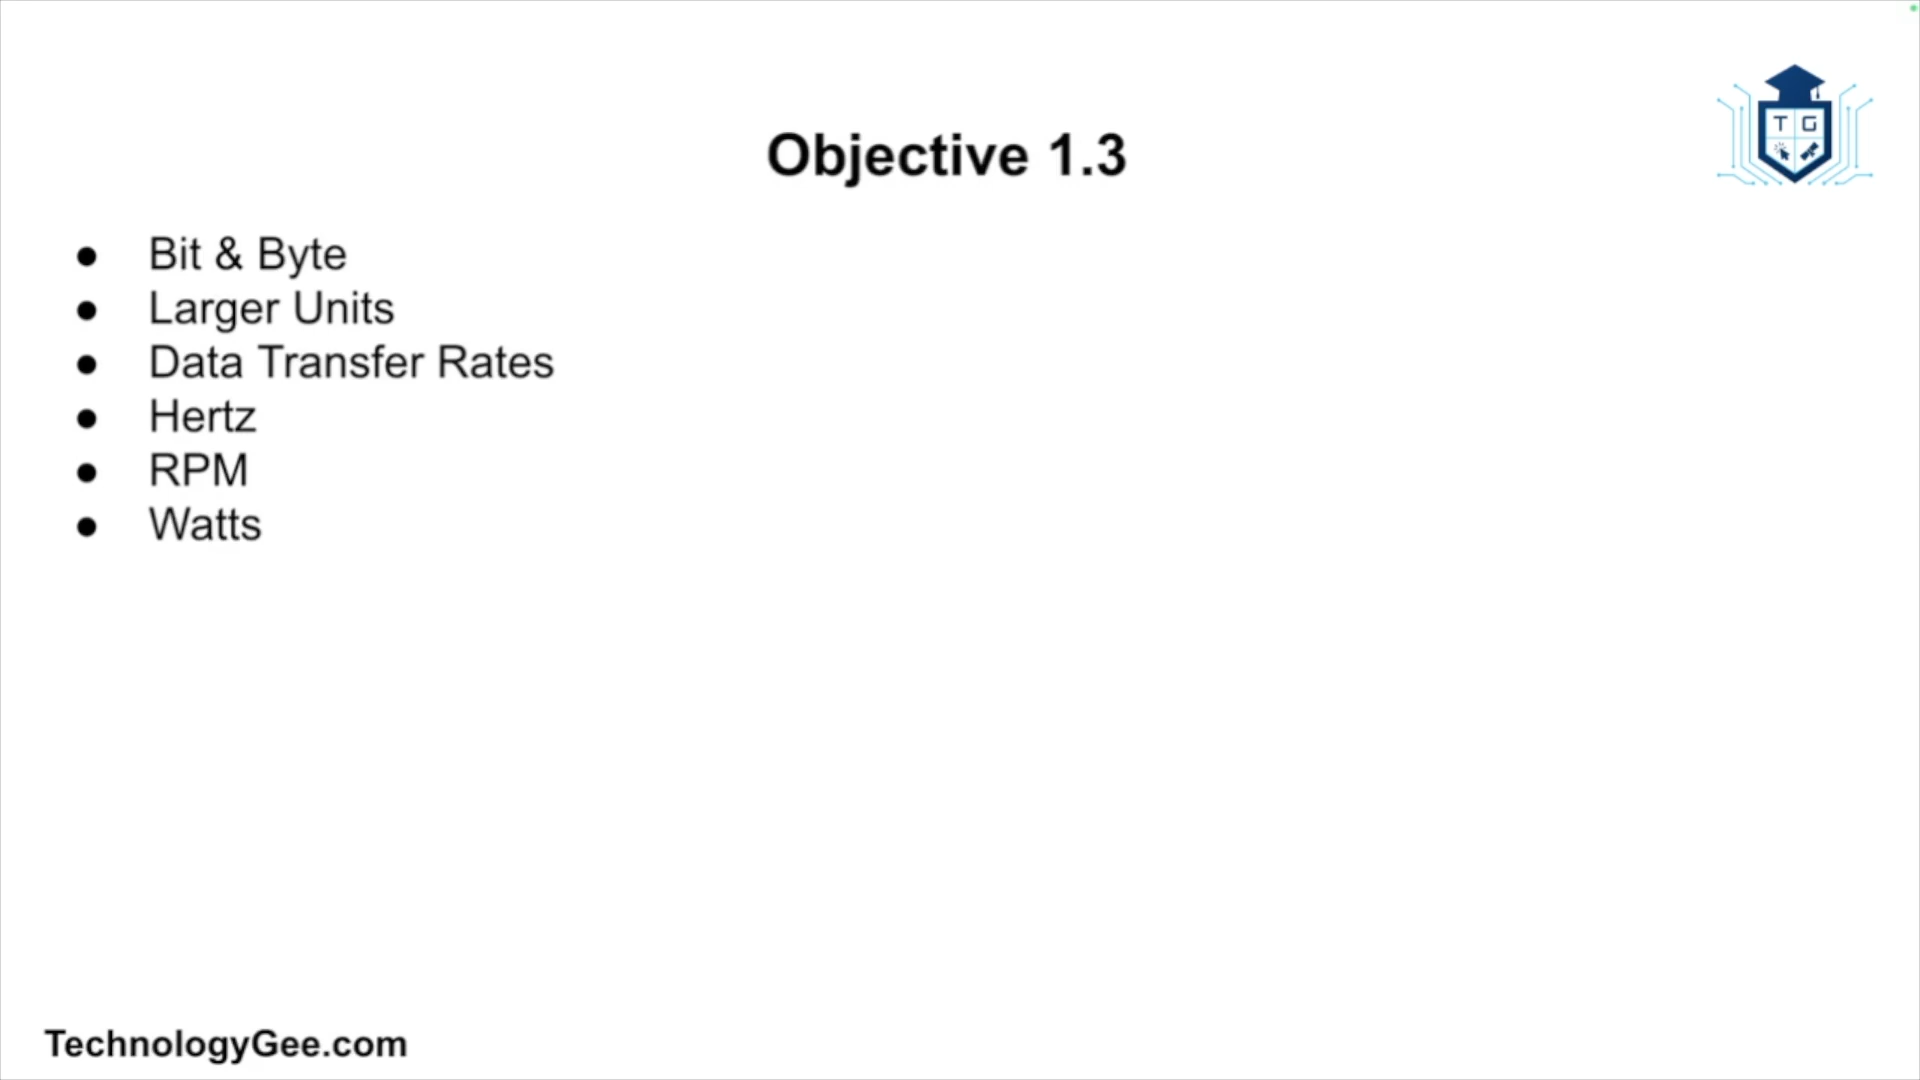 T G
Objective 1.3
● Bit & Byte
● Larger Units
● Data Transfer Rates
● Hertz
● RPM
● Watts
TechnologyGee.com